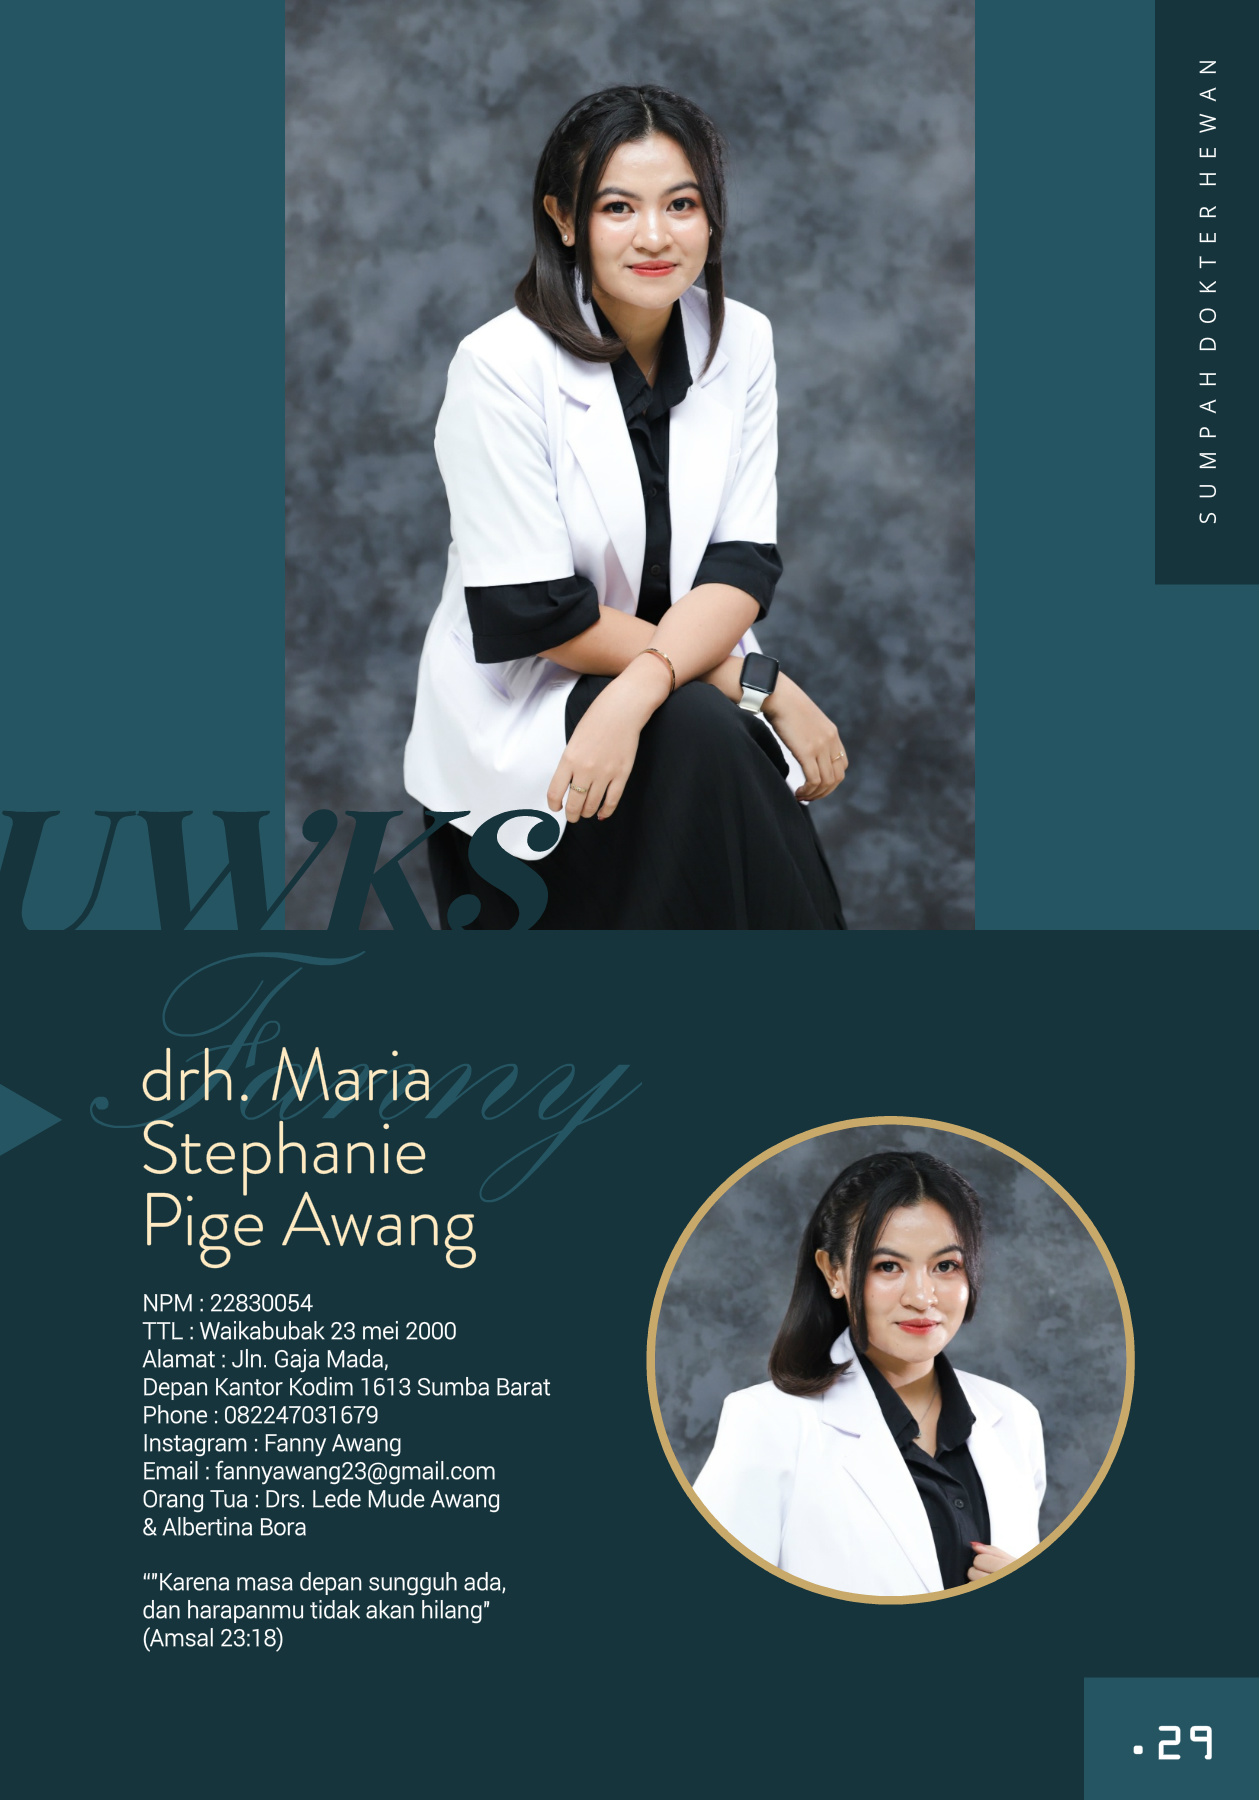 SUMPAH DOKTER HEWAN
UWKS
Fanny
drh. Maria
Stephanie
Pige Awang
NPM : 22830054
TTL : Waikabubak 23 mei 2000
Alamat : Jln. Gaja Mada,
Depan Kantor Kodim 1613 Sumba Barat
Phone : 082247031679
Instagram : Fanny Awang
Email : fannyawang23@gmail.com
Orang Tua : Drs. Lede Mude Awang
& Albertina Bora
“"Karena masa depan sungguh ada,
dan harapanmu tidak akan hilang"
(Amsal 23:18)
. 29